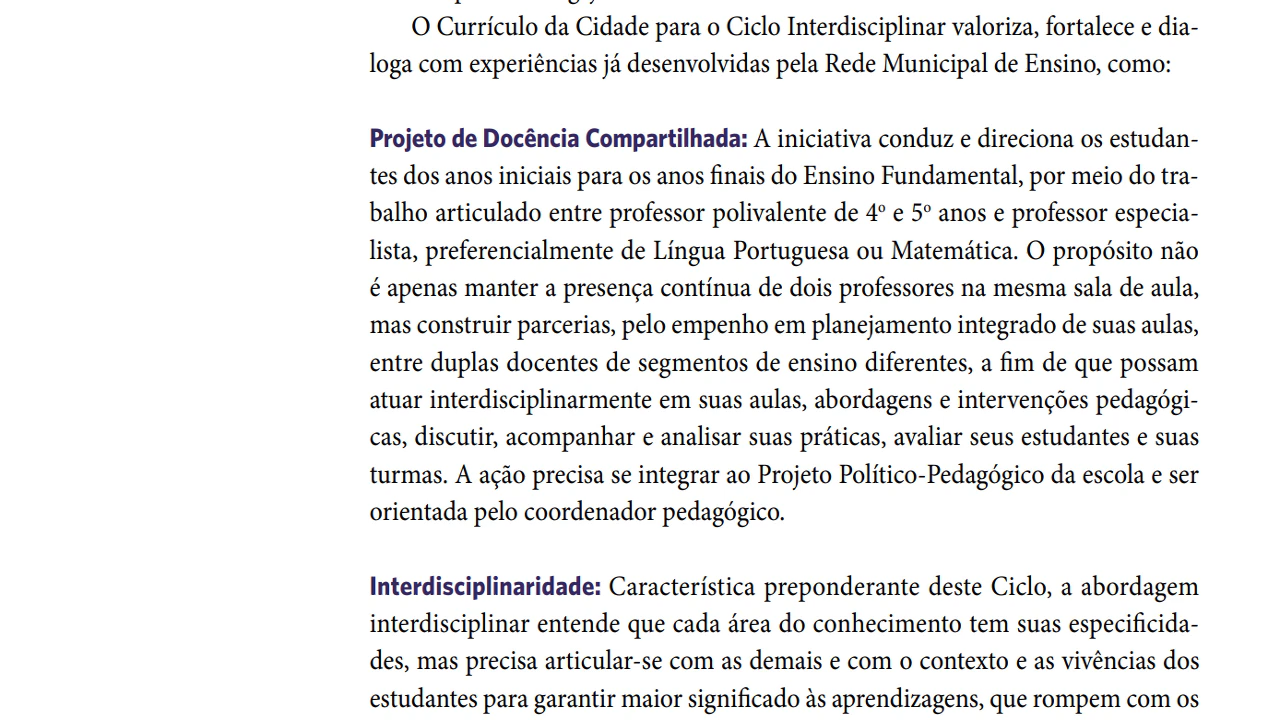 O Currículo da Cidade para o Ciclo Interdisciplinar valoriza, fortalece e dia-
loga com experiências já desenvolvidas pela Rede Municipal de Ensino, como:
Projeto de Docência Compartilhada: A iniciativa conduz e direciona os estudan-
tes dos anos iniciais para os anos finais do Ensino Fundamental, por meio do tra-
balho articulado entre professor polivalente de 4º e 5º anos e professor especia-
lista, preferencialmente de Língua Portuguesa ou Matemática. O propósito não
é apenas manter a presença contínua de dois professores na mesma sala de aula,
mas construir parcerias, pelo empenho em planejamento integrado de suas aulas,
entre duplas docentes de segmentos de ensino diferentes, a fim de que possam
atuar interdisciplinarmente em suas aulas, abordagens e intervenções pedagógi-
cas, discutir, acompanhar e analisar suas práticas, avaliar seus estudantes e suas
turmas. A ação precisa se integrar ao Projeto Político-Pedagógico da escola e ser
orientada pelo coordenador pedagógico.
Interdisciplinaridade: Característica preponderante deste Ciclo, a abordagem
interdisciplinar entende que cada área do conhecimento tem suas especificida-
des, mas precisa articular-se com as demais e com o contexto e as vivências dos
estudantes para garantir maior significado às aprendizagens, que rompem com os